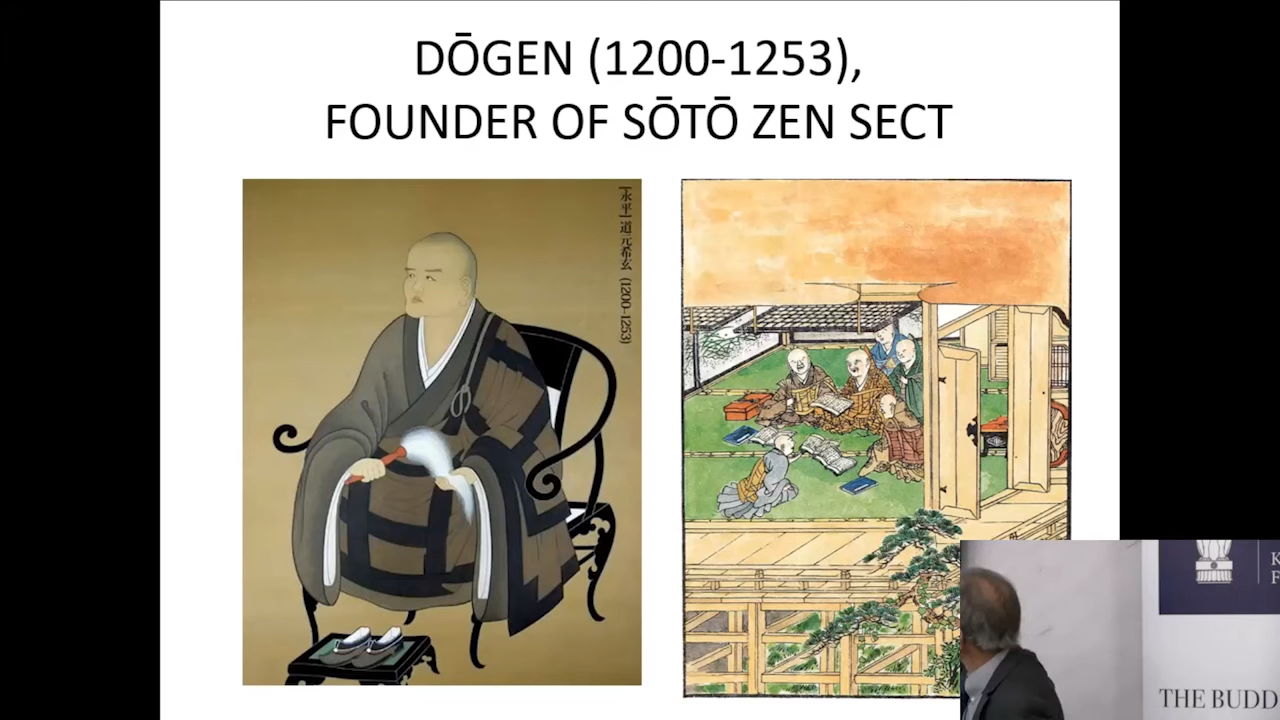 DŌGEN (1200-1253),
FOUNDER OF SŌTŌ ZEN SECT
[永平]道元希玄 (1200-1253)
K
F
THE BUDD